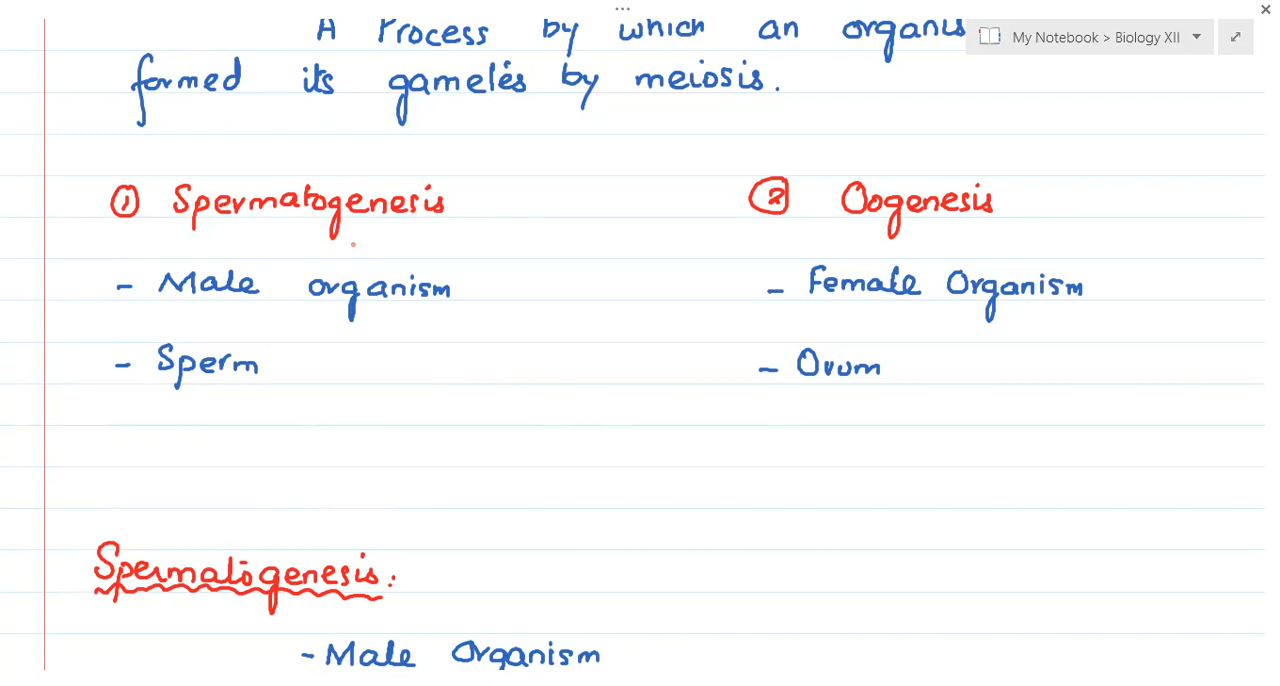 A Process by which an
My Notebook > Biology XII
formed its gametes by meiosis.
① Spermatogenesis
② Oogenesis
- Male organism
- Female Organism
- Sperm
- Ovum
Spermatogenesis:
- Male Organism